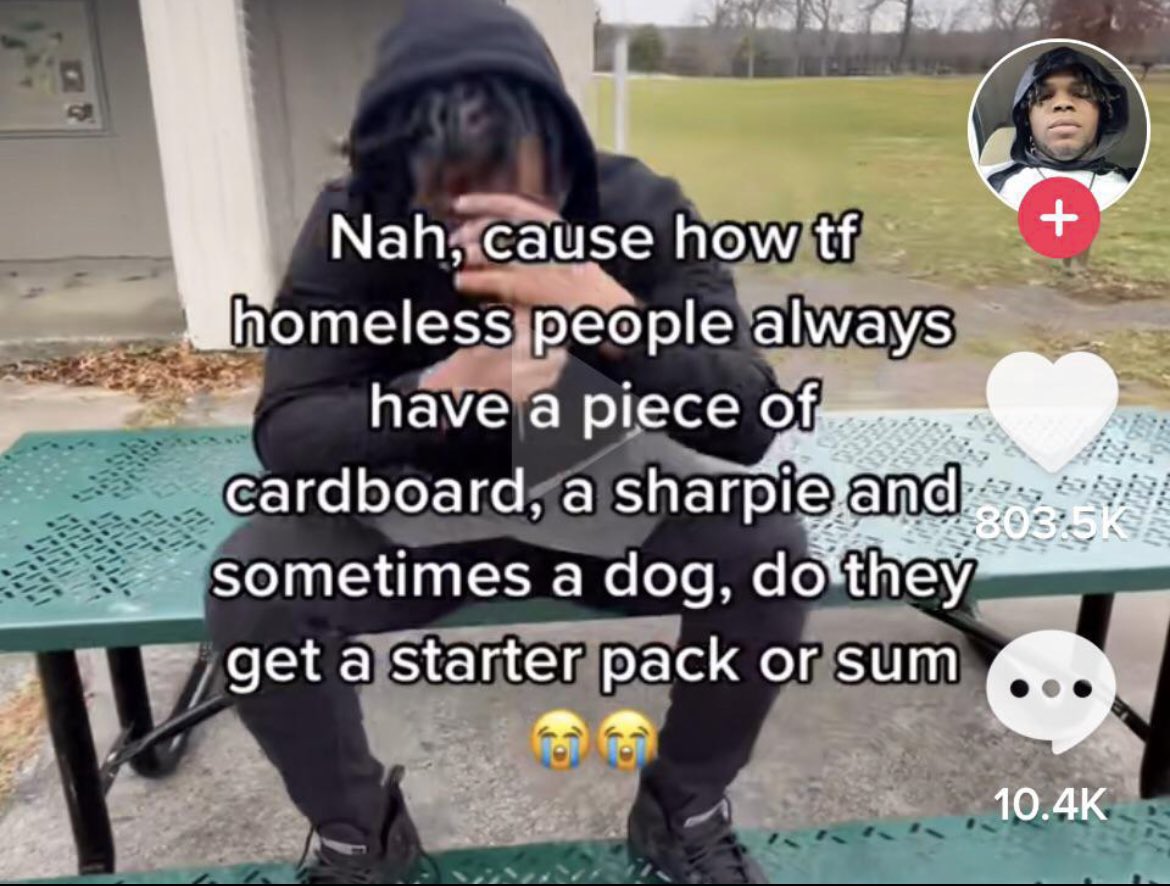 Nah, cause how tf
homeless people always
have a piece of
cardboard, a sharpie and
sometimes a dog, do they
get a starter pack or sum
😭😭
803.5K
10.4K